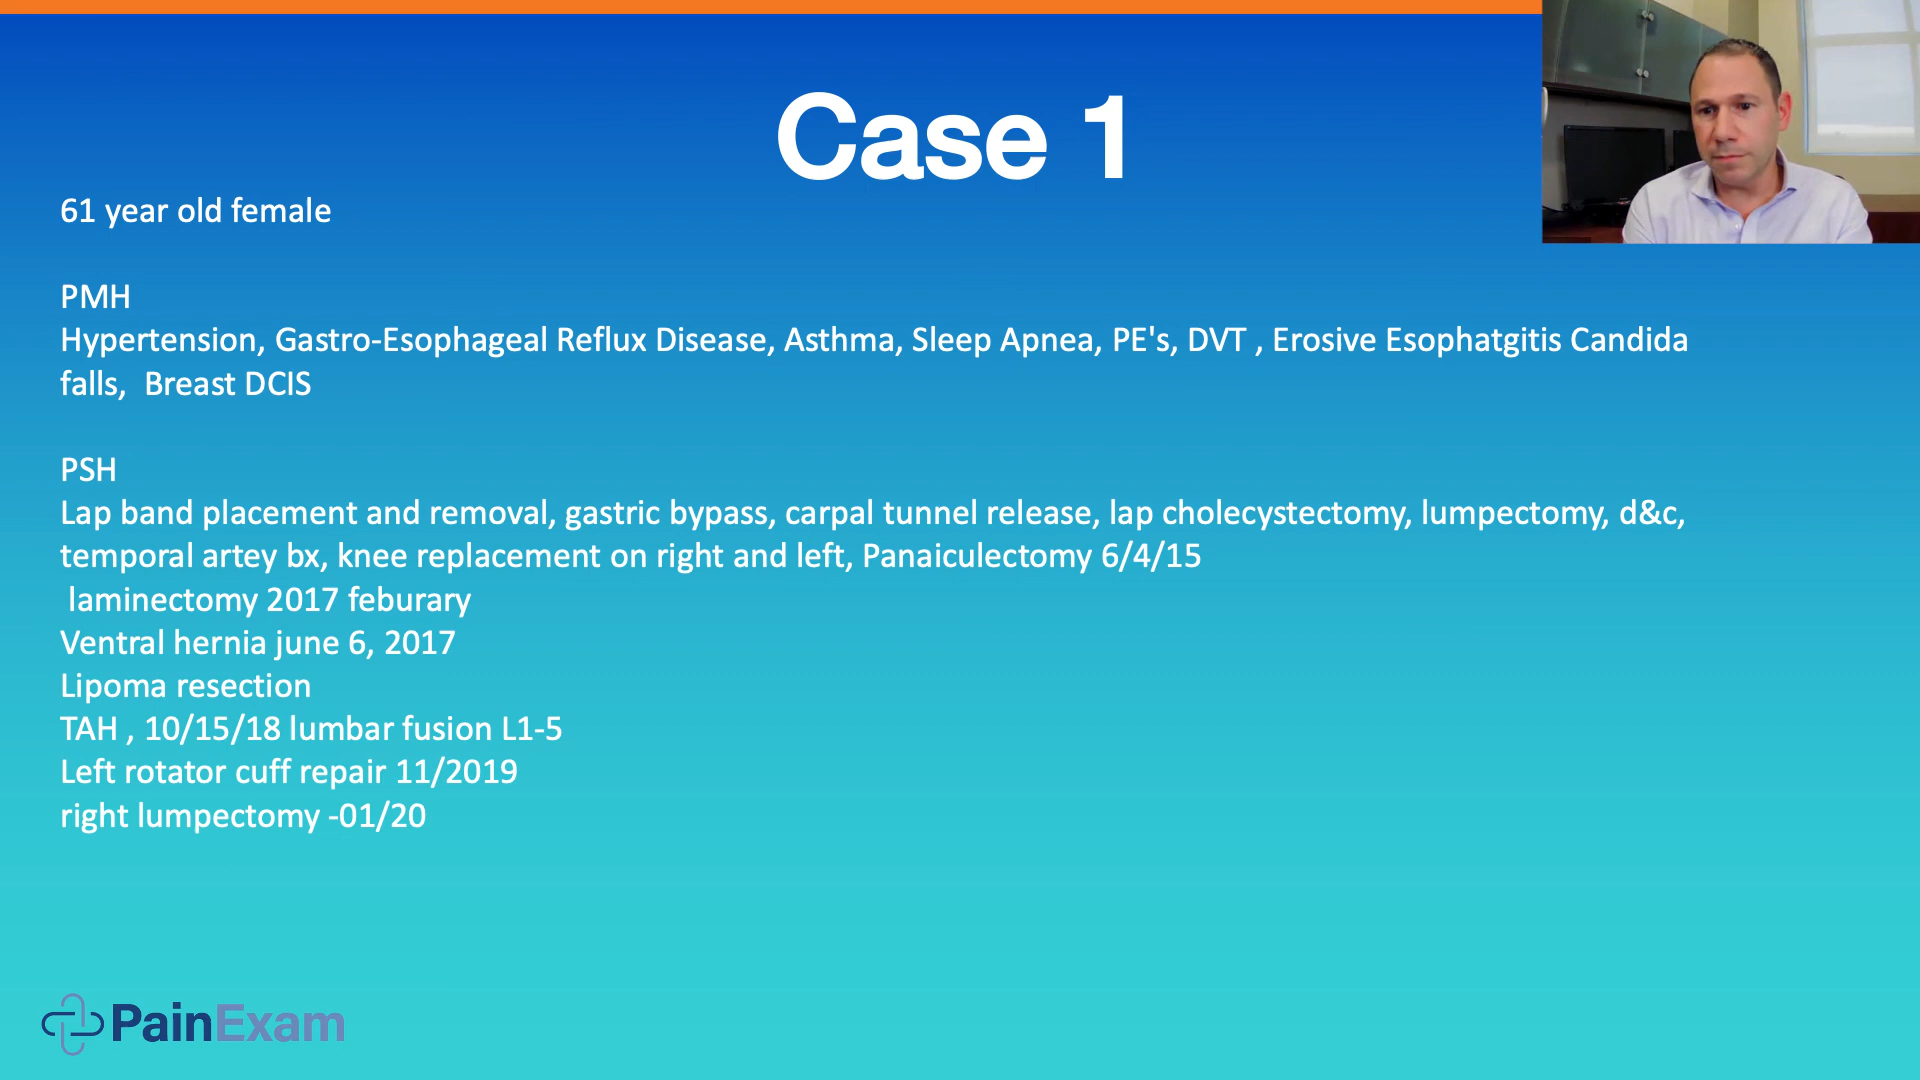 Case 1
61 year old female
PMH
Hypertension, Gastro-Esophageal Reflux Disease, Asthma, Sleep Apnea, PE's, DVT , Erosive Esophatgitis Candida
falls,  Breast DCIS
PSH
Lap band placement and removal, gastric bypass, carpal tunnel release, lap cholecystectomy, lumpectomy, d&c,
temporal artey bx, knee replacement on right and left, Panaiculectomy 6/4/15
laminectomy 2017 feburary
Ventral hernia june 6, 2017
Lipoma resection
TAH , 10/15/18 lumbar fusion L1-5
Left rotator cuff repair 11/2019
right lumpectomy -01/20
PainExam